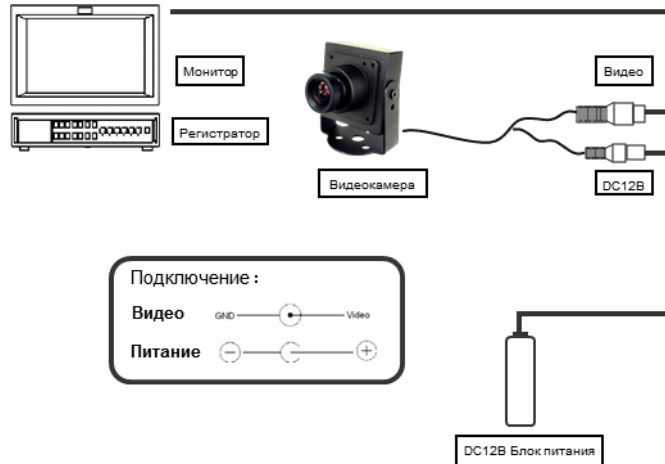 Монитор
Видео
Регистратор
Видеокамера
DC12В
Подключение:
Видео GND Video
Питание − +
DC12В Блок питания